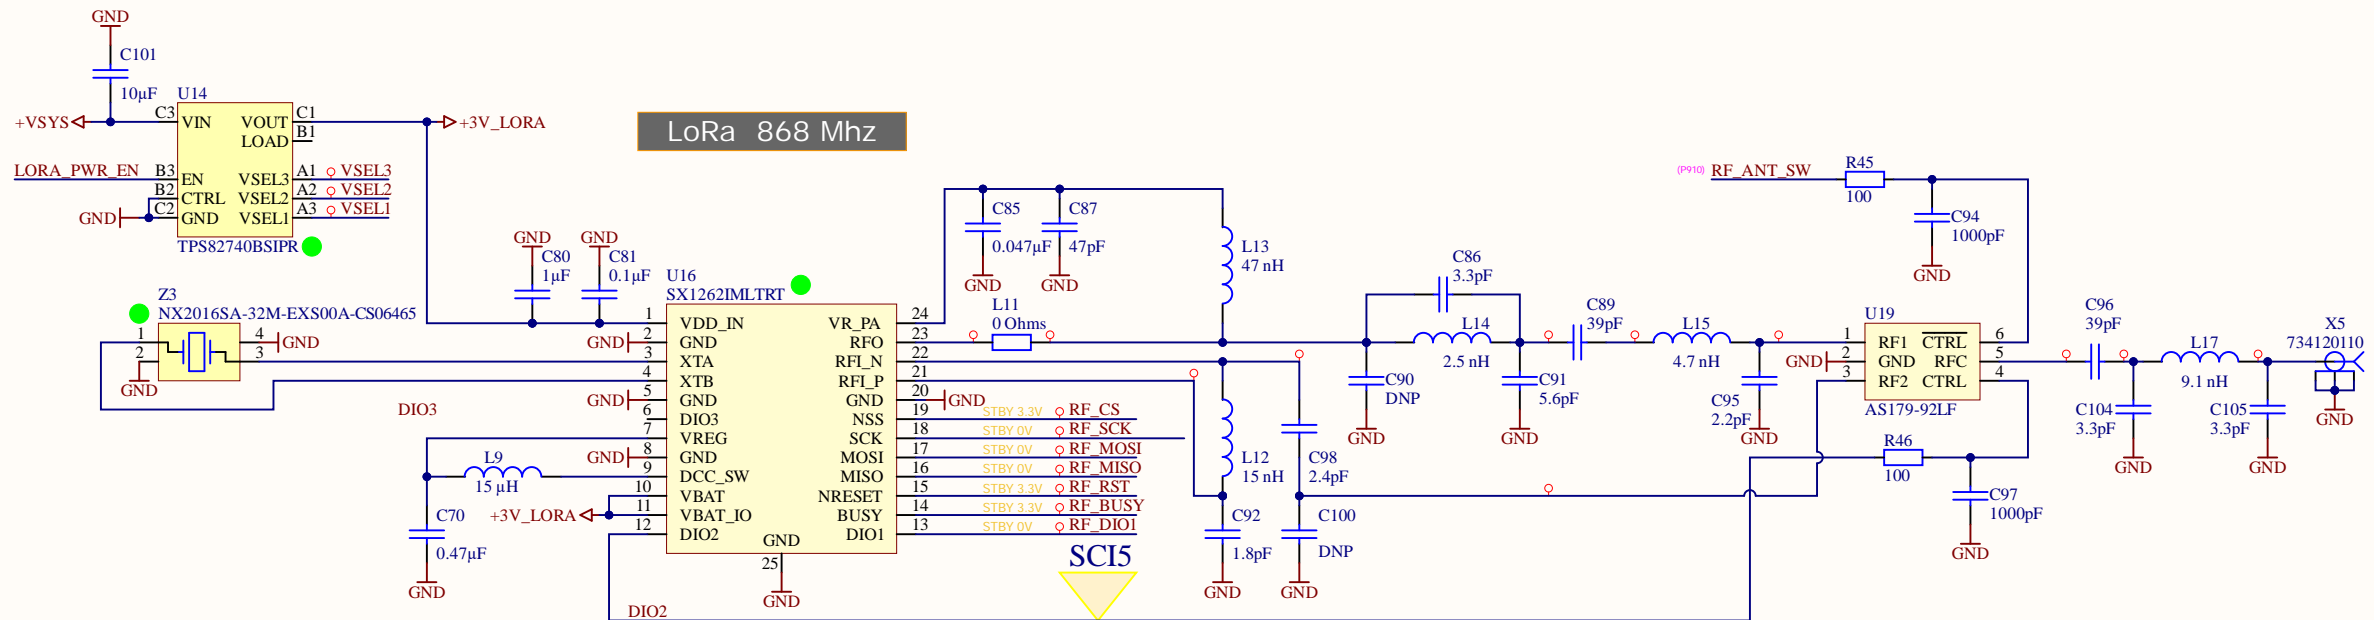 GND
C101
10µF
U14
+VSYS
C3
VIN
VOUT
C1
+3V_LORA
LOAD
B1
LORA_PWR_EN
B3
EN
VSEL3
A1
VSEL3
B2
CTRL
VSEL2
A2
VSEL2
GND
C2
GND
VSEL1
A3
VSEL1
TPS82740BSIPR
LoRa 868 Mhz
GND
GND
C80
1µF
C81
0.1µF
Z3
NX2016SA-32M-EXS00A-CS06465
1
2
4
3
GND
GND
U16
SX1262IMLTRT
1
VDD_IN
GND
2
GND
3
XTA
4
XTB
GND
5
GND
DIO3
6
DIO3
7
VREG
GND
8
GND
9
DCC_SW
10
VBAT
+3V_LORA
11
VBAT_IO
12
DIO2
L9
15 µH
C70
0.47µF
GND
DIO2
GND
25
GND
VR_PA
24
RFO
23
RFI_N
22
RFI_P
21
GND
20
GND
NSS
19
STBY 3.3V
RF_CS
SCK
18
STBY 0V
RF_SCK
MOSI
17
STBY 0V
RF_MOSI
MISO
16
STBY 0V
RF_MISO
NRESET
15
STBY 3.3V
RF_RST
BUSY
14
STBY 3.3V
RF_BUSY
DIO1
13
STBY 0V
RF_DIO1
SCI5
C85
0.047µF
GND
C87
47pF
GND
L13
47 nH
L11
0 Ohms
L12
15 nH
C92
1.8pF
GND
C98
2.4pF
C100
DNP
GND
C86
3.3pF
L14
2.5 nH
C90
DNP
GND
C91
5.6pF
GND
C89
39pF
L15
4.7 nH
C95
2.2pF
GND
(P910)
RF_ANT_SW
R45
100
C94
1000pF
GND
U19
1
RF1
CTRL
6
GND
2
GND
RFC
5
3
RF2
CTRL
4
AS179-92LF
R46
100
C97
1000pF
GND
C96
39pF
L17
9.1 nH
C104
3.3pF
GND
C105
3.3pF
GND
X5
734120110
GND